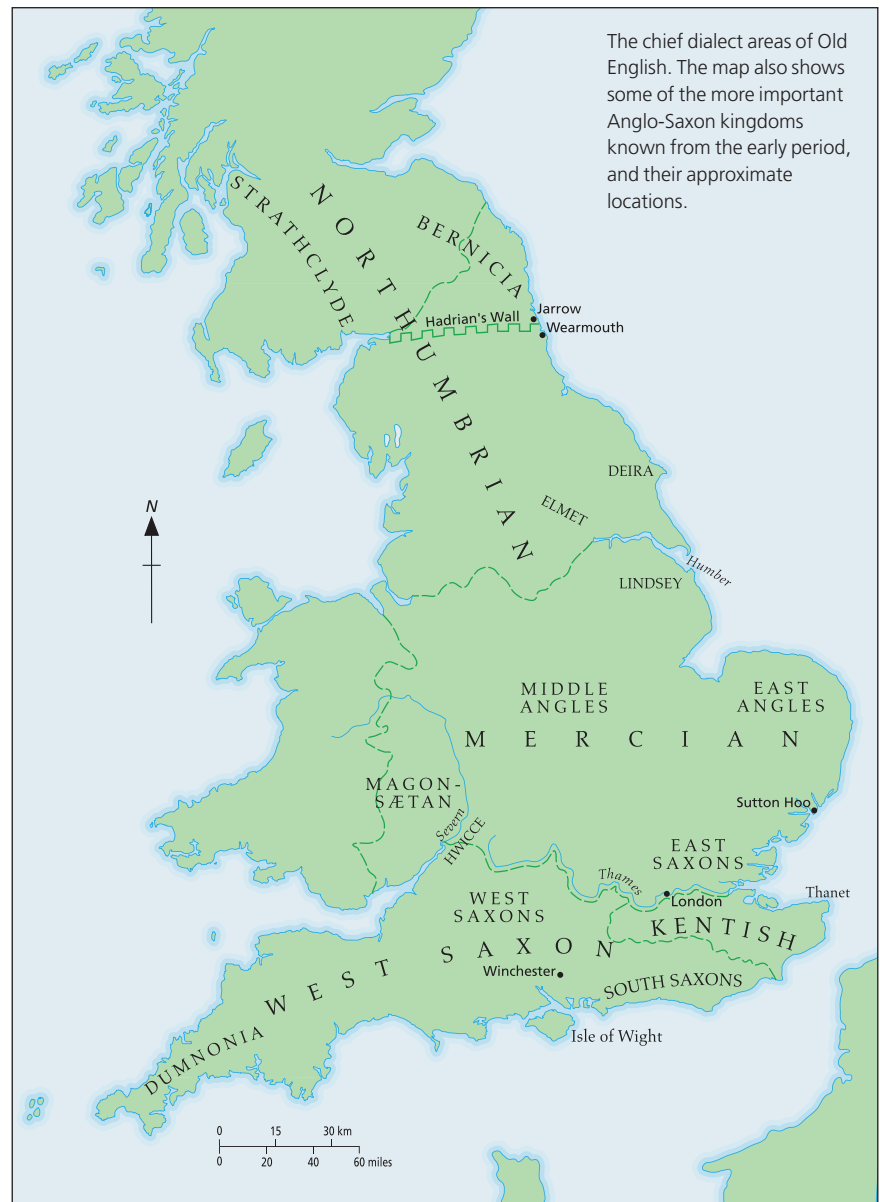 The chief dialect areas of Old
English. The map also shows
some of the more important
Anglo-Saxon kingdoms
known from the early period,
and their approximate
locations.
STRATHCLYDE
NORTHUMBRIAN
BERNICIA
Jarrow
Hadrian's Wall
Wearmouth
DEIRA
ELMET
N
Humber
LINDSEY
MIDDLE
ANGLES
EAST
ANGLES
MERCIAN
MAGON-
SÆTAN
Sutton Hoo
Severn
HWICCE
EAST
SAXONS
Thames
WEST
SAXONS
London
Thanet
KENTISH
WEST SAXON
Winchester
SOUTH SAXONS
DUMNONIA
Isle of Wight
0 15 30 km
0 20 40 60 miles